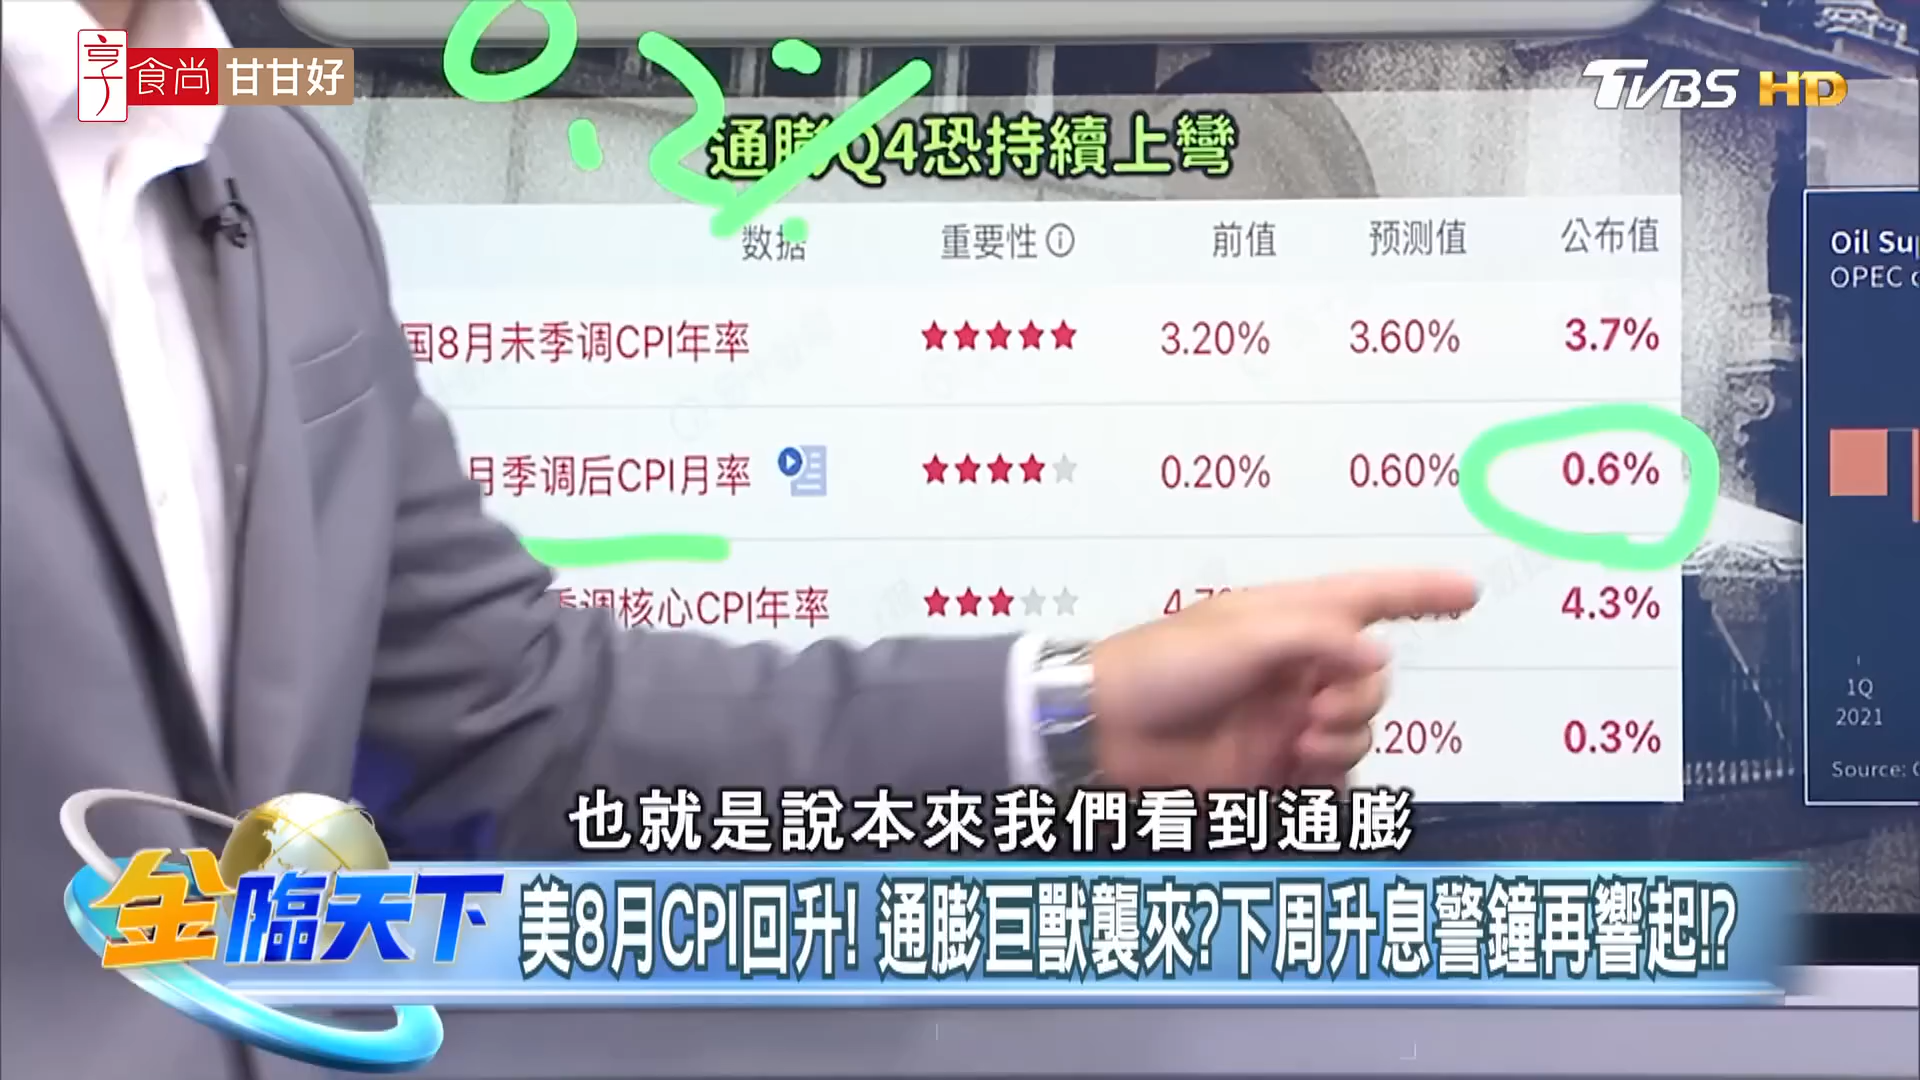 享 食尚 甘甘好
TVBS HD
0.2%
通膨Q4恐持續上彎
数据 重要性 前值 预测值 公布值
国8月未季调CPI年率 3.20% 3.60% 3.7%
月季调后CPI月率 0.20% 0.60% 0.6%
季调核心CPI年率 4.3%
.20% 0.3%
Oil Su
OPEC
1Q
2021
Source:
也就是說本來我們看到通膨
金臨天下
美8月CPI回升! 通膨巨獸襲來?下周升息警鐘再響起!?